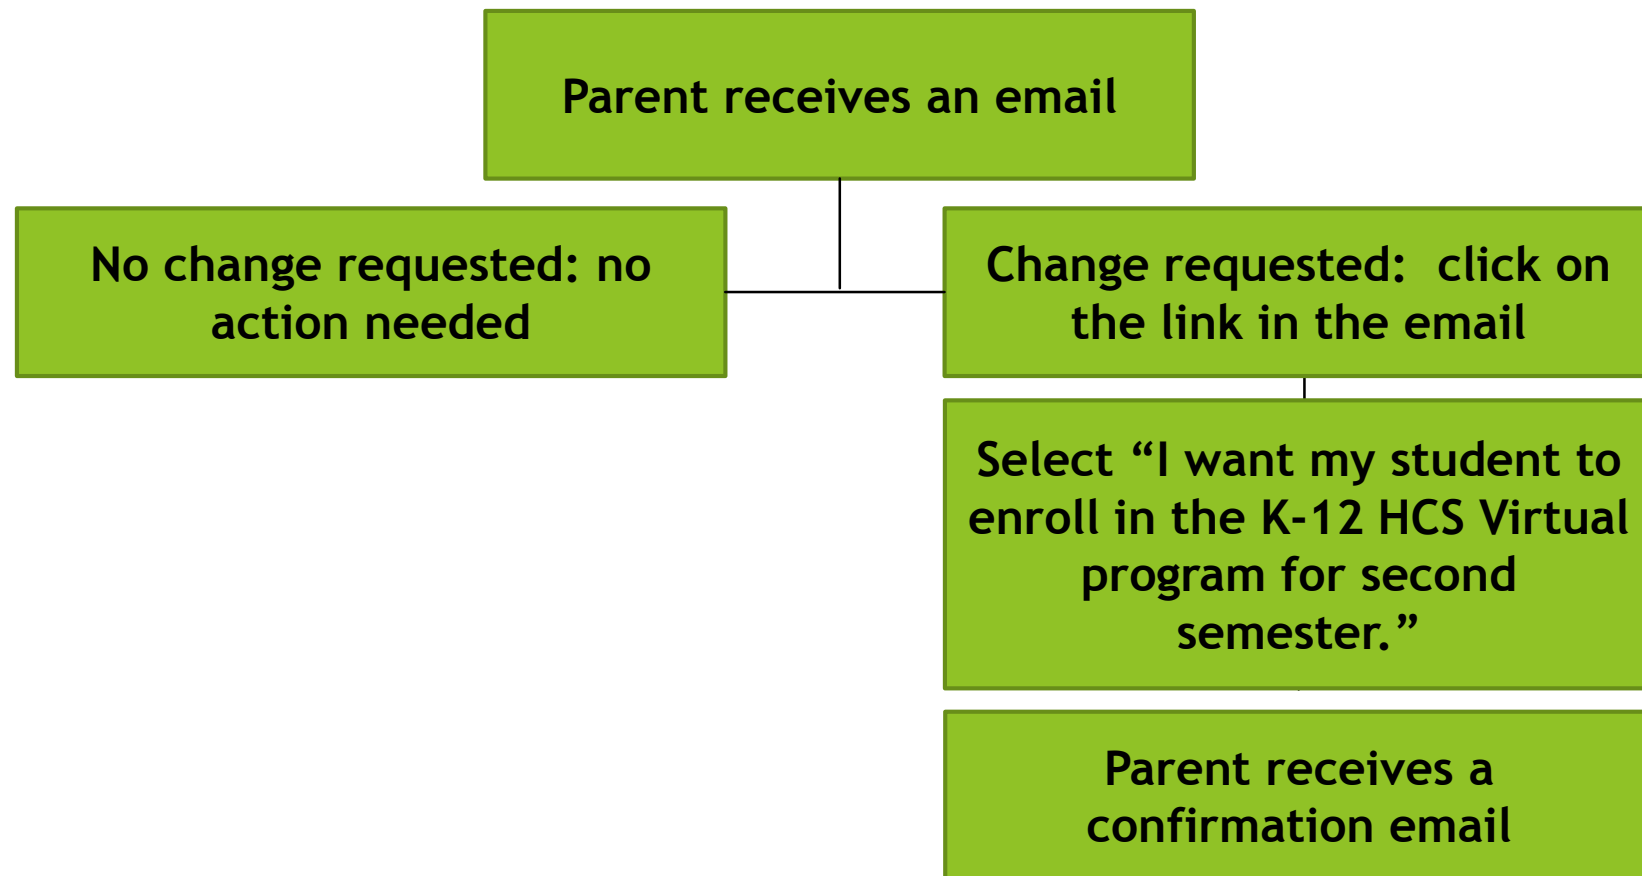 Parent receives an email
No change requested: no
action needed
Change requested:  click on
the link in the email
Select “I want my student to
enroll in the K-12 HCS Virtual
program for second
semester.”
Parent receives a
confirmation email